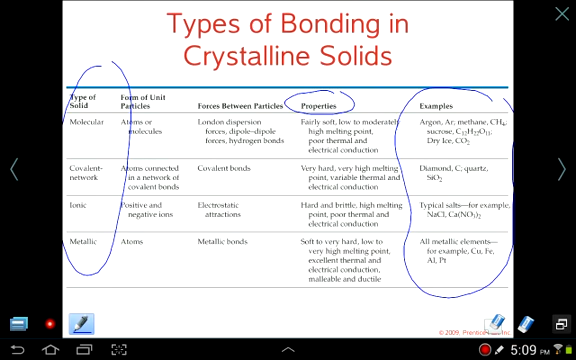 Types of Bonding in
Crystalline Solids
Type of Solid
Form of Unit Particles
Forces Between Particles
Properties
Examples
Molecular
Atoms or
molecules
London dispersion
forces, dipole–dipole
forces, hydrogen bonds
Fairly soft, low to moderately
high melting point,
poor thermal and
electrical conduction
Argon, Ar; methane, CH₄;
sucrose, C₁₂H₂₂O₁₁;
Dry Ice, CO₂
Covalent-
network
Atoms connected
in a network of
covalent bonds
Covalent bonds
Very hard, very high melting
point, variable thermal and
electrical conduction
Diamond, C; quartz,
SiO₂
Ionic
Positive and
negative ions
Electrostatic
attractions
Hard and brittle, high melting
point, poor thermal and
electrical conduction
Typical salts—for example,
NaCl, Ca(NO₃)₂
Metallic
Atoms
Metallic bonds
Soft to very hard, low to
very high melting point,
excellent thermal and
electrical conduction,
malleable and ductile
All metallic elements—
for example, Cu, Fe,
Al, Pt
© 2009, Prentice
Inc
5:09 PM